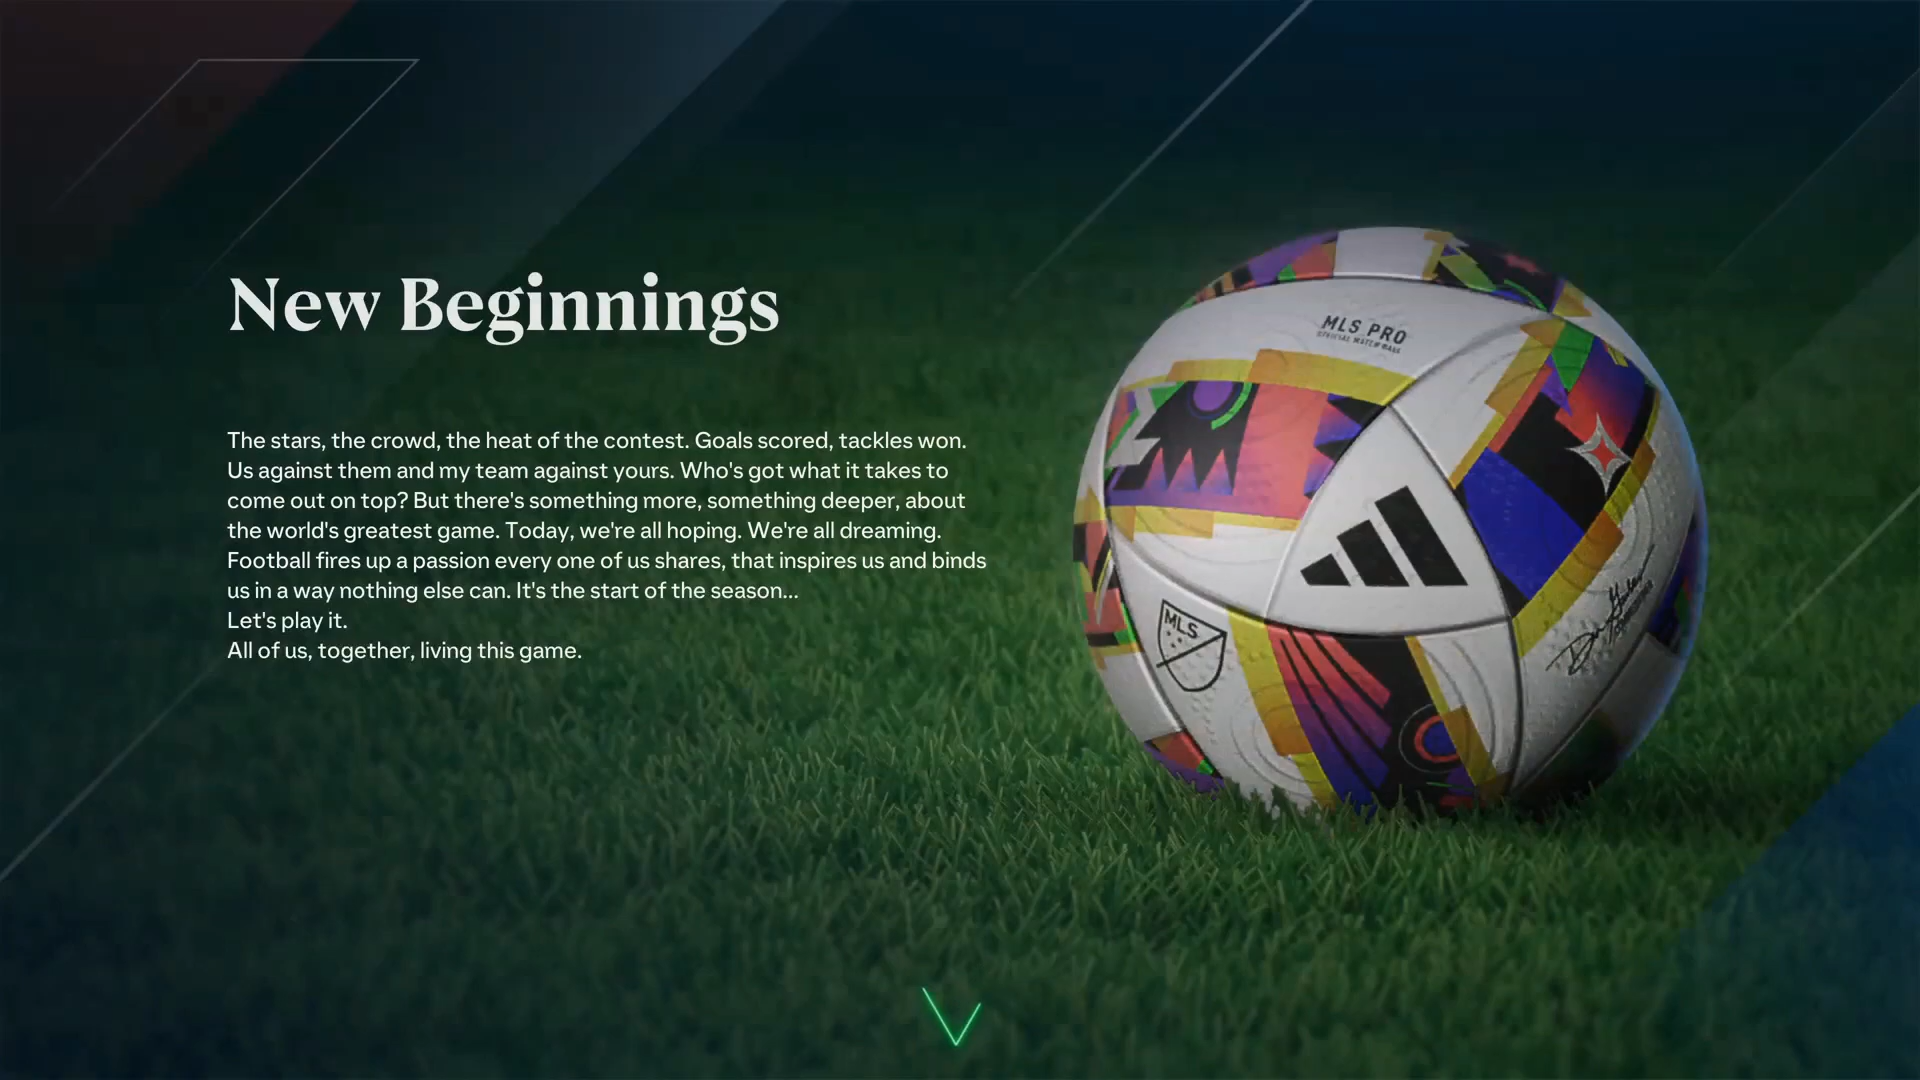 New Beginnings
The stars, the crowd, the heat of the contest. Goals scored, tackles won.
Us against them and my team against yours. Who's got what it takes to
come out on top? But there's something more, something deeper, about
the world's greatest game. Today, we're all hoping. We're all dreaming.
Football fires up a passion every one of us shares, that inspires us and binds
us in a way nothing else can. It's the start of the season...
Let's play it.
All of us, together, living this game.
MLS PRO
OFFICIAL MATCH BALL
MLS